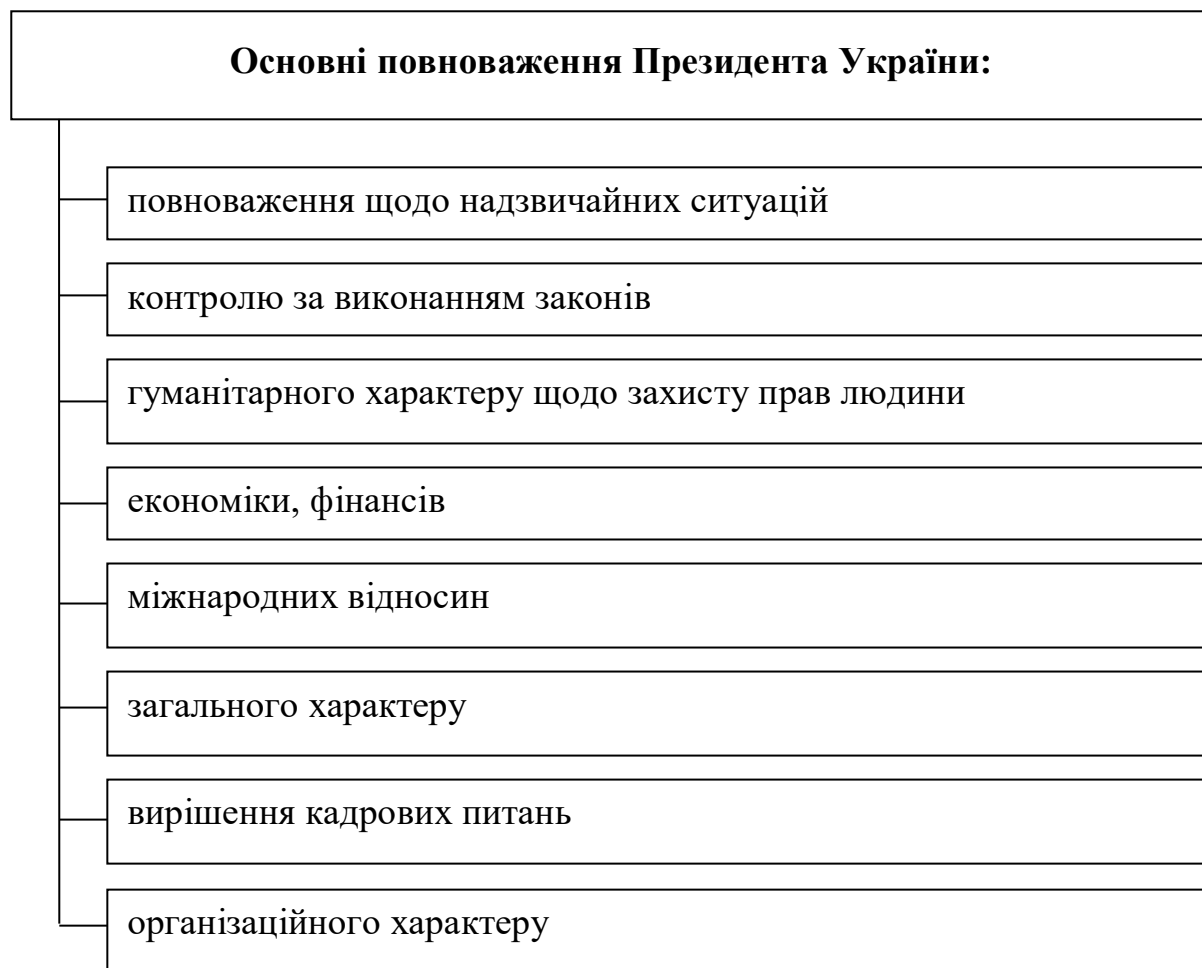 Основні повноваження Президента України:
повноваження щодо надзвичайних ситуацій
контролю за виконанням законів
гуманітарного характеру щодо захисту прав людини
економіки, фінансів
міжнародних відносин
загального характеру
вирішення кадрових питань
організаційного характеру